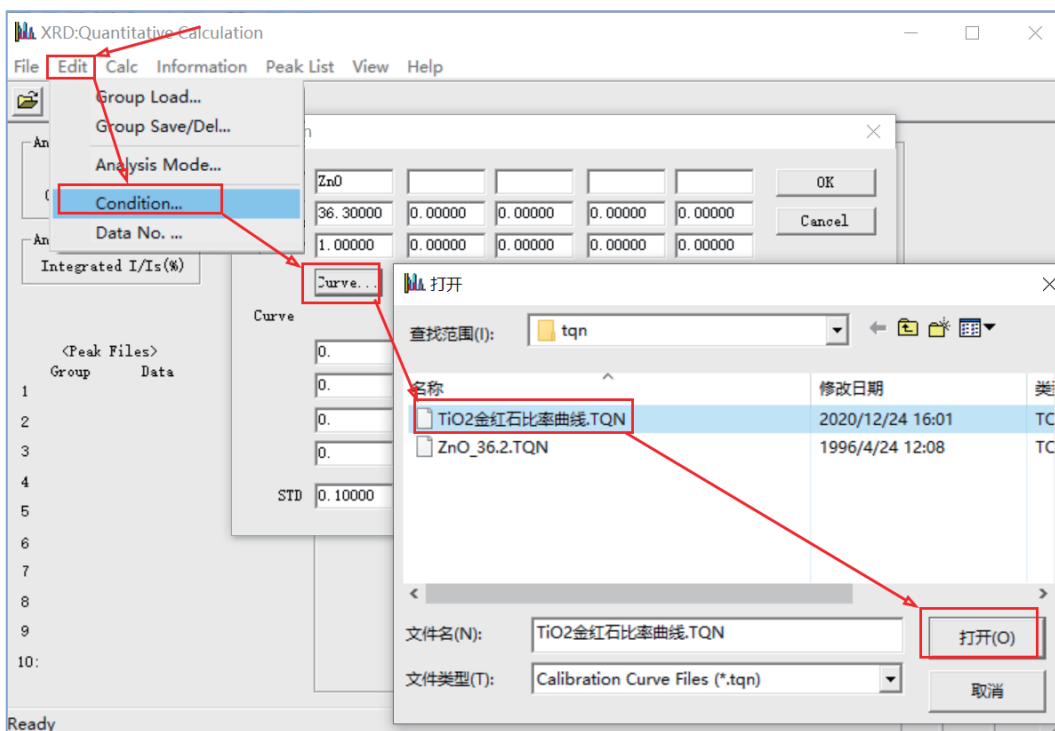 XRD:Quantitative Calculation
File Edit Calc Information Peak List View Help
Group Load...
Group Save/Del...
Analysis Mode...
Condition...
Data No. ...
An
An
Integrated I/Is(%)
<Peak Files>
Group Data
1
2
3
4
5
6
7
8
9
10:
Ready
n
ZnO
36.30000 0.00000 0.00000 0.00000 0.00000
1.00000 0.00000 0.00000 0.00000 0.00000
OK
Cancel
Curve...
Curve
0.
0.
0.
0.
STD 0.10000
打开
查找范围(I): tqn
名称 修改日期 类
TiO2金红石比率曲线.TQN 2020/12/24 16:01 TC
ZnO_36.2.TQN 1996/4/24 12:08 TC
文件名(N): TiO2金红石比率曲线.TQN 打开(O)
文件类型(T): Calibration Curve Files (*.tqn) 取消